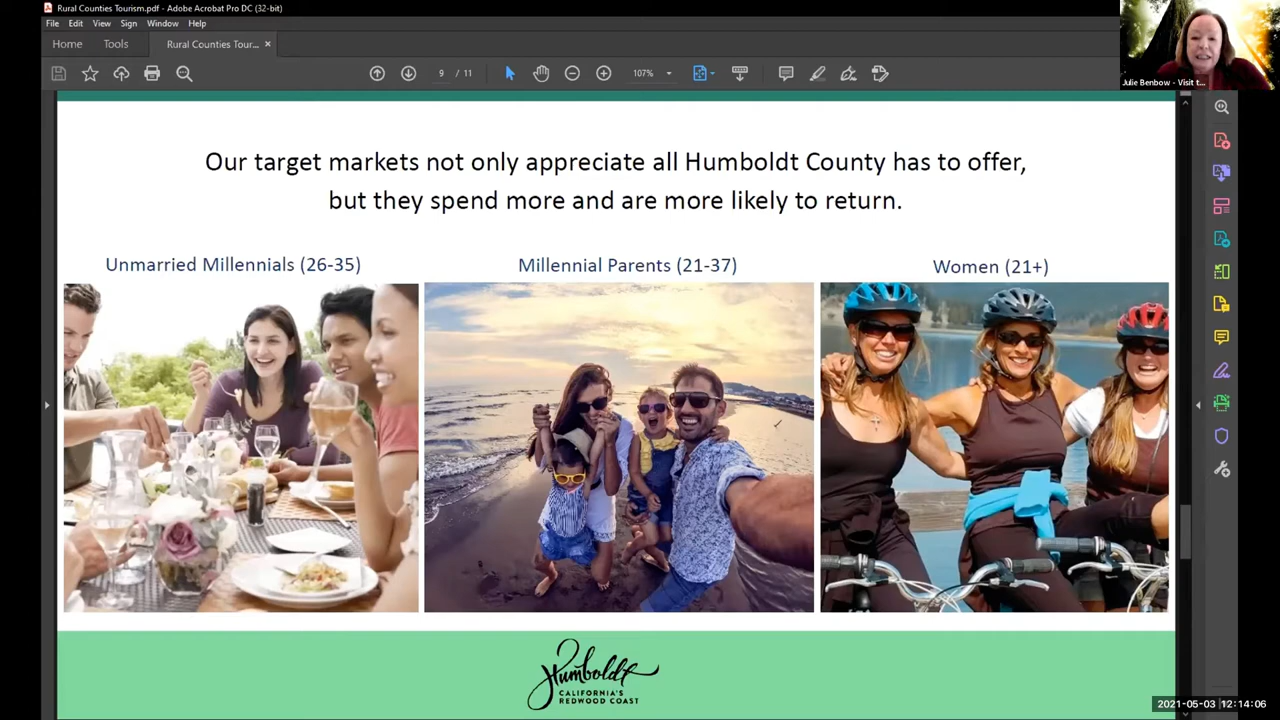 Rural Counties Tourism.pdf - Adobe Acrobat Pro DC (32-bit)
File Edit View Sign Window Help
Home Tools Rural Counties Tour... ×
9 / 11 107%
Julie Benbow - Visit t...
Our target markets not only appreciate all Humboldt County has to offer,
but they spend more and are more likely to return.
Unmarried Millennials (26-35)
Millennial Parents (21-37)
Women (21+)
Humboldt
CALIFORNIA'S
REDWOOD COAST
2021-05-03 12:14:06